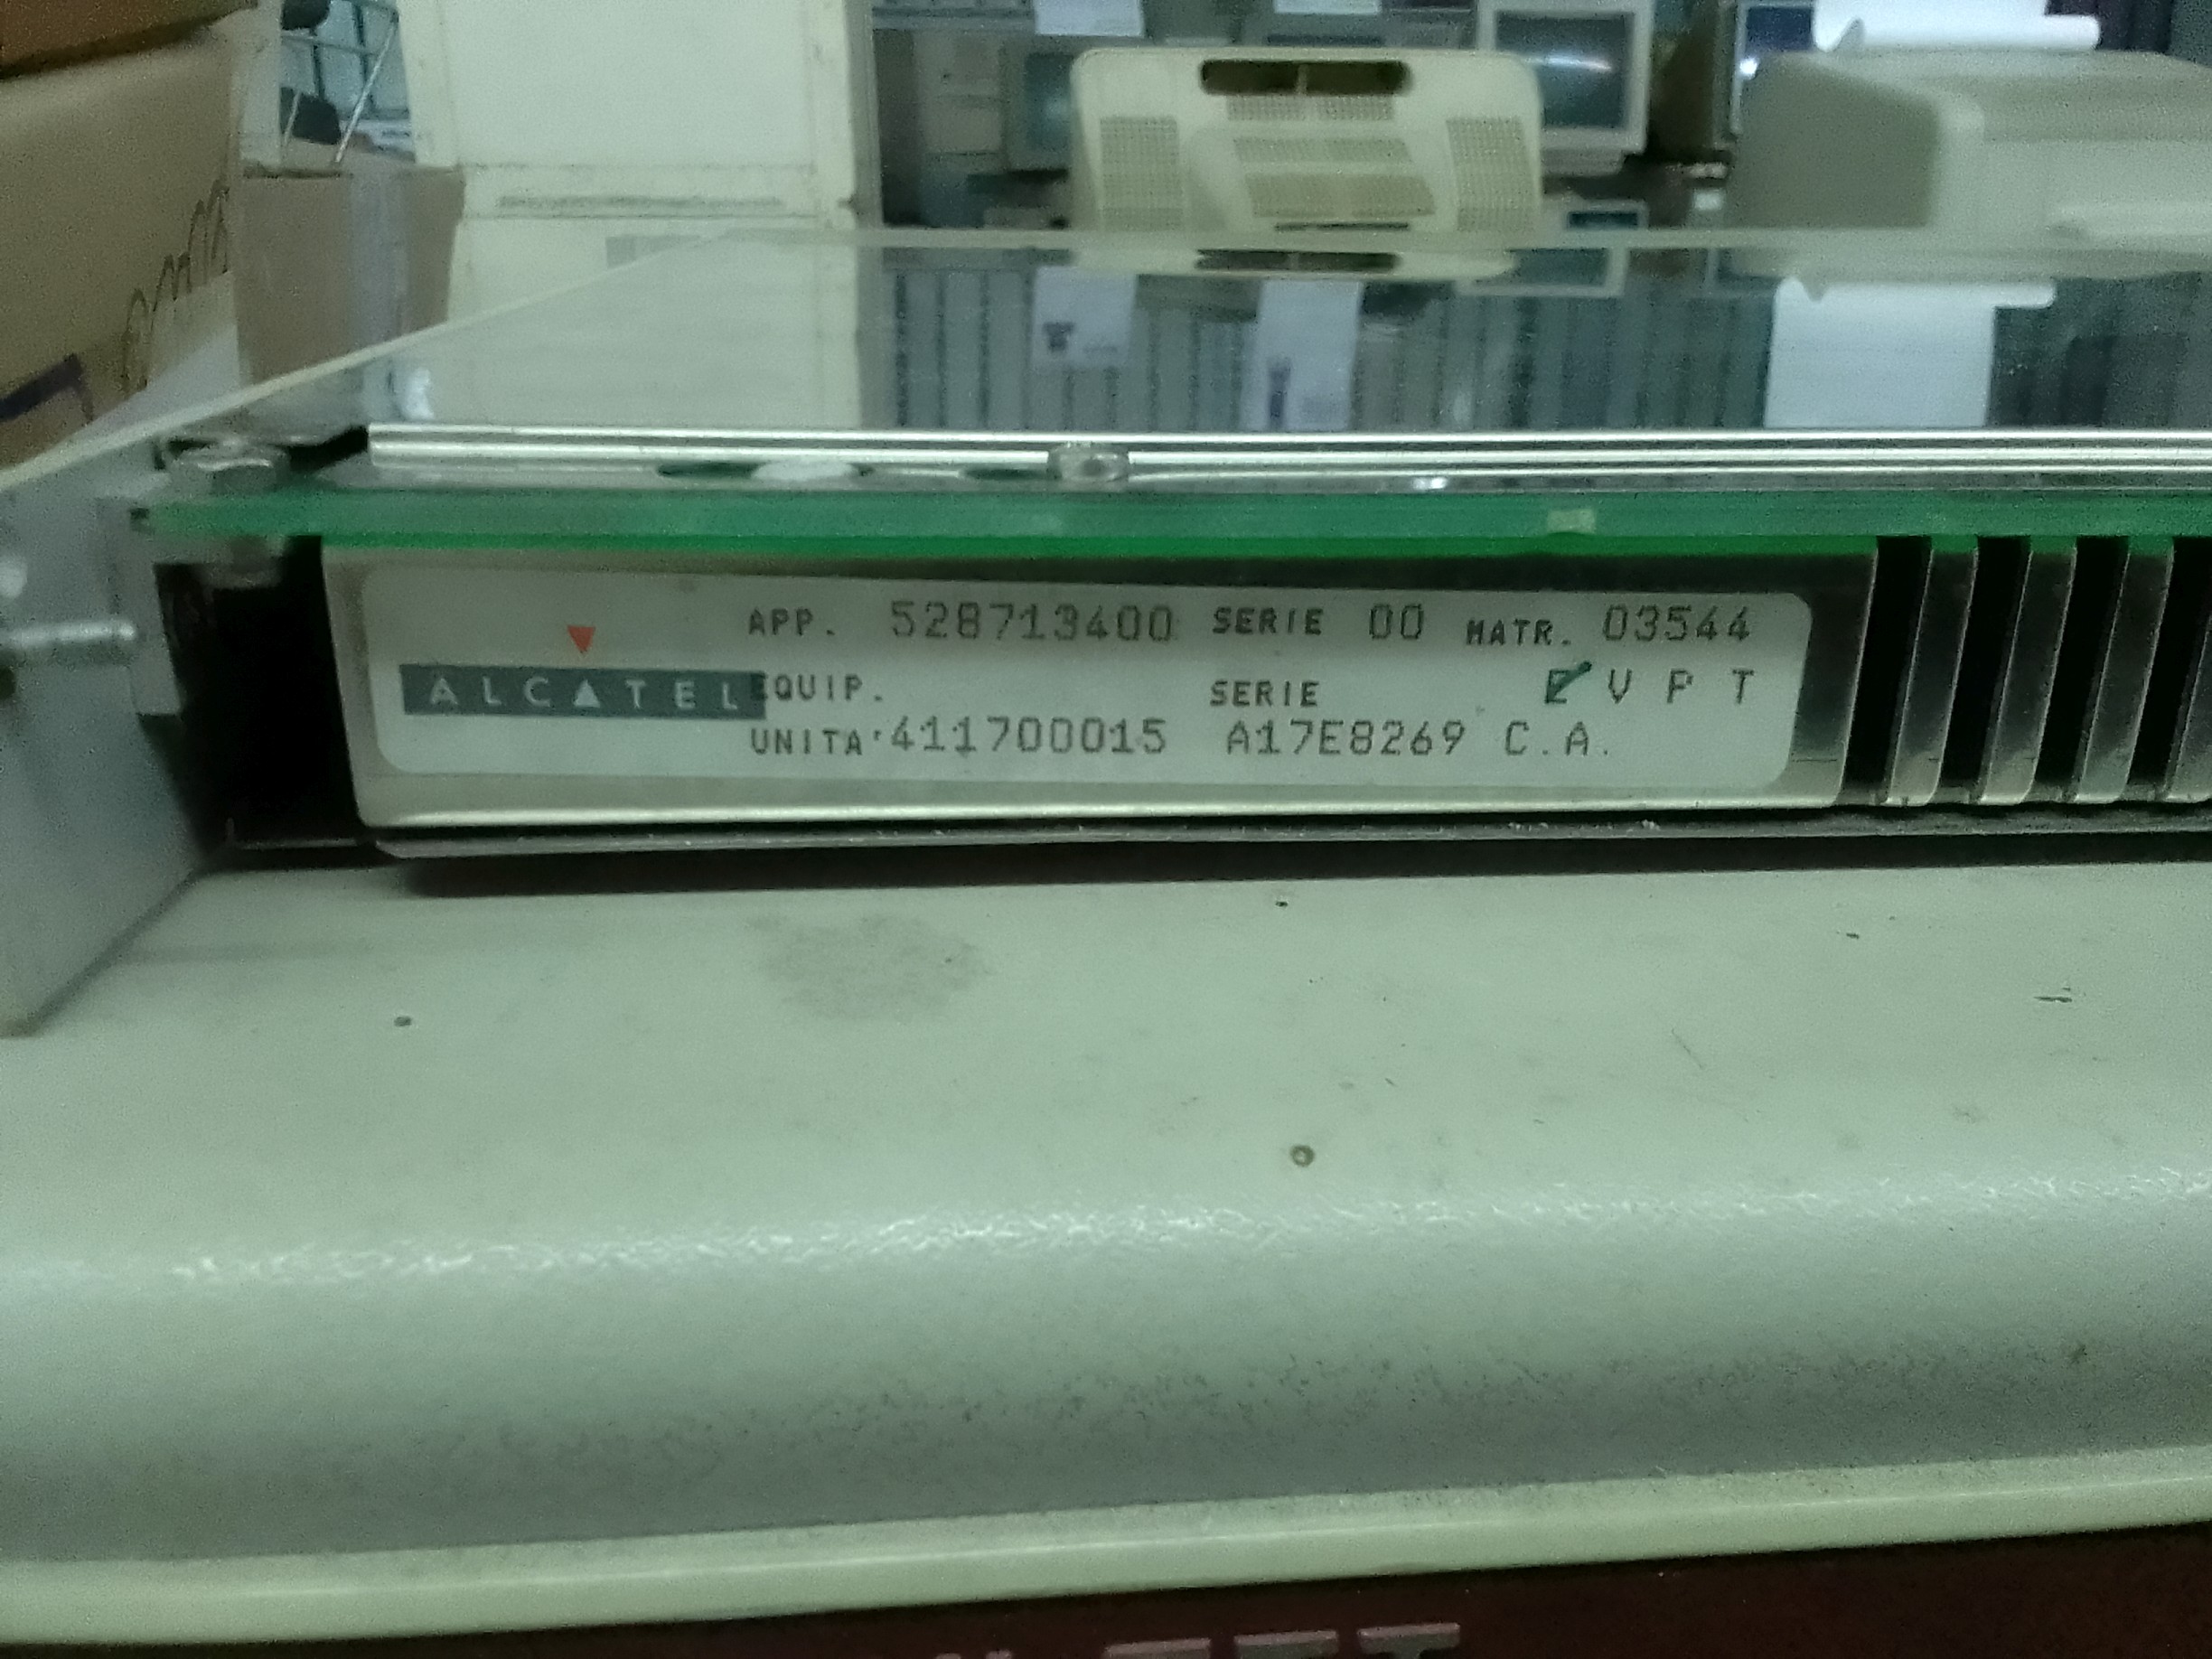 APP. 528713400 SERIE 00 MATR. 03544
ALCATEL EQUIP. SERIE E V P T
UNITA' 411700015 A17E8269 C.A.